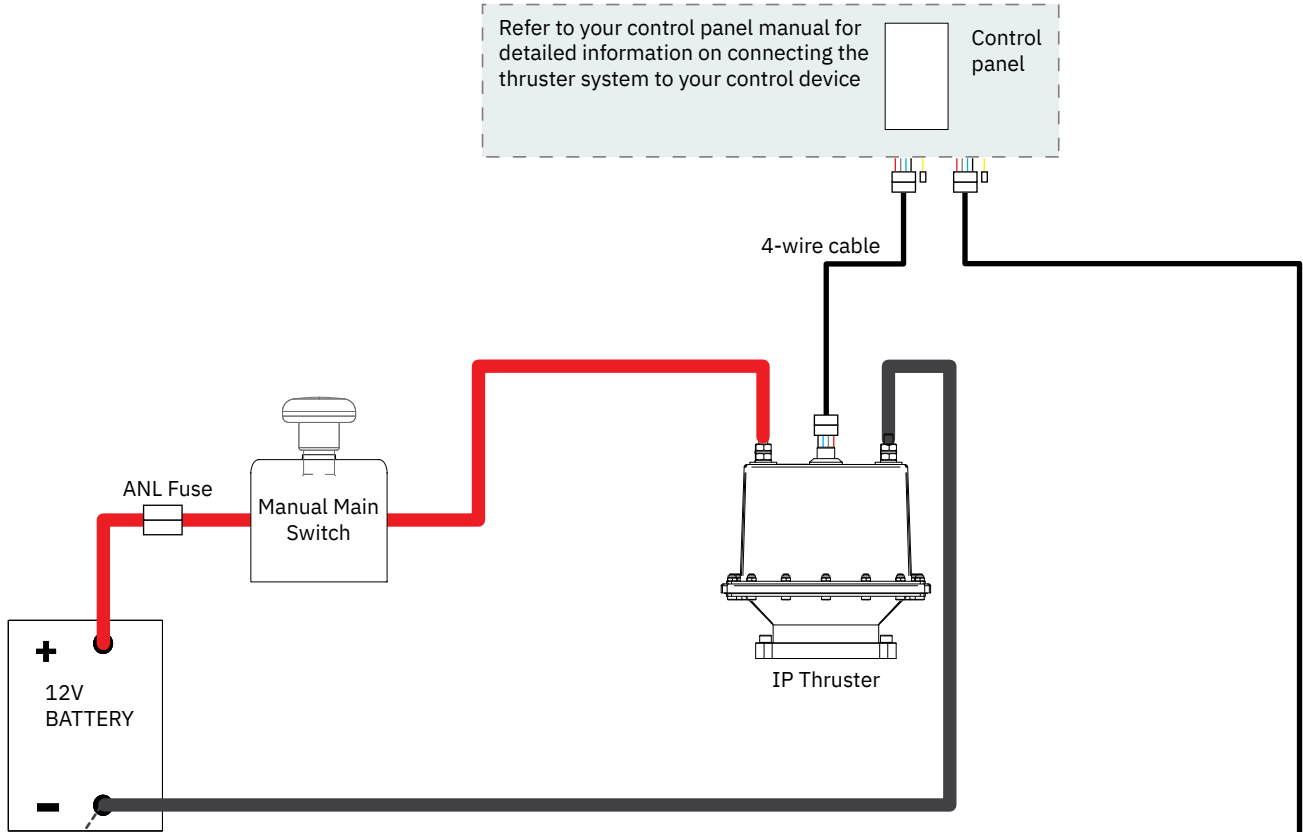 Refer to your control panel manual for
detailed information on connecting the
thruster system to your control device
Control
panel
4-wire cable
ANL Fuse
Manual Main
Switch
IP Thruster
+
12V
BATTERY
-